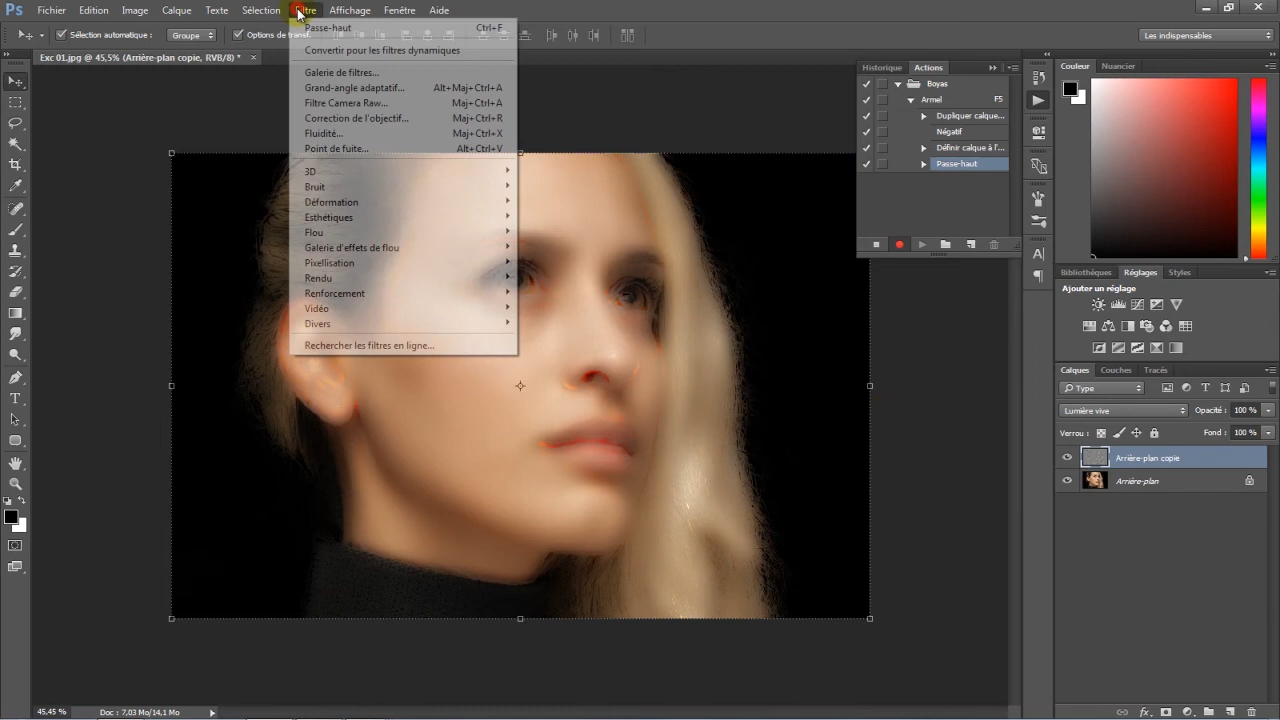 Ps Fichier Edition Image Calque Texte Sélection Filtre Affichage Fenêtre Aide
Sélection automatique : Groupe Options de transf. Les indispensables
Exc 01.jpg @ 45,5% (Arrière-plan copie, RVB/8) * ×
Passe-haut Ctrl+F
Convertir pour les filtres dynamiques
Galerie de filtres...
Grand-angle adaptatif... Alt+Maj+Ctrl+A
Filtre Camera Raw... Maj+Ctrl+A
Correction de l'objectif... Maj+Ctrl+R
Fluidité... Maj+Ctrl+X
Point de fuite... Alt+Ctrl+V
3D
Bruit
Déformation
Esthétiques
Flou
Galerie d'effets de flou
Pixellisation
Rendu
Renforcement
Vidéo
Divers
Rechercher les filtres en ligne...
Historique Actions
Boyas
Armel F5
Dupliquer calque...
Négatif
Définir calque à l'...
Passe-haut
Couleur Nuancier
Bibliothèques Réglages Styles
Ajouter un réglage
Calques Couches Tracés
Type
Lumière vive Opacité : 100 %
Verrou : Fond : 100 %
Arrière-plan copie
Arrière-plan
45,45 % Doc : 7,03 Mo/14,1 Mo